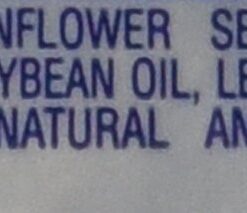 NFLOWER SE
YBEAN OIL, LE
NATURAL AN